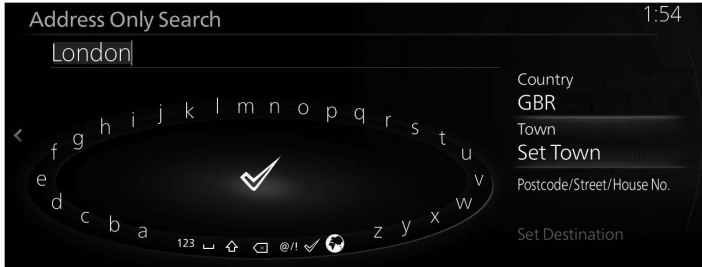 Address Only Search
1:54
London
Country
GBR
Town
Set Town
Postcode/Street/House No.
Set Destination
a b c d e f g h i j k l m n o p q r s t u v w x y z
123 @/!